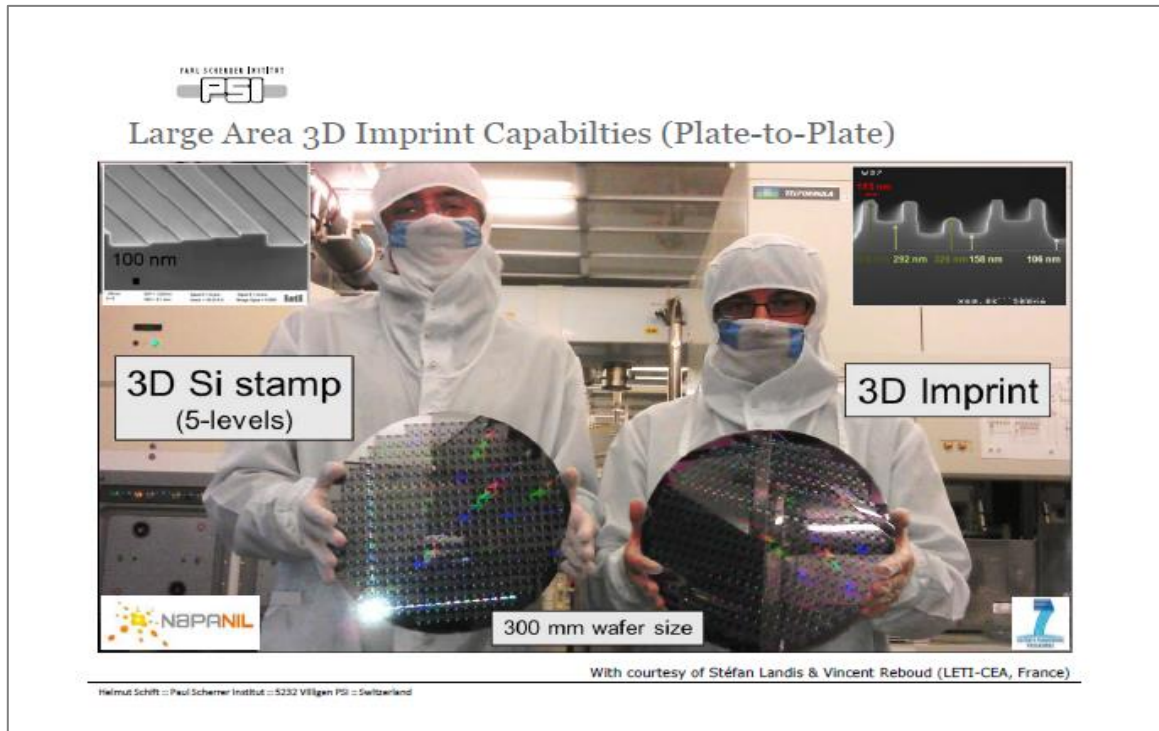 PAUL SCHERRER INSTITUT
PSI
Large Area 3D Imprint Capabilties (Plate-to-Plate)
100 nm
292 nm
158 nm
106 nm
3D Si stamp
(5-levels)
3D Imprint
NAPANIL
300 mm wafer size
7
With courtesy of Stéfan Landis & Vincent Reboud (LETI-CEA, France)
Helmut Schift :: Paul Scherrer Institut :: 5232 Villigen PSI :: Switzerland